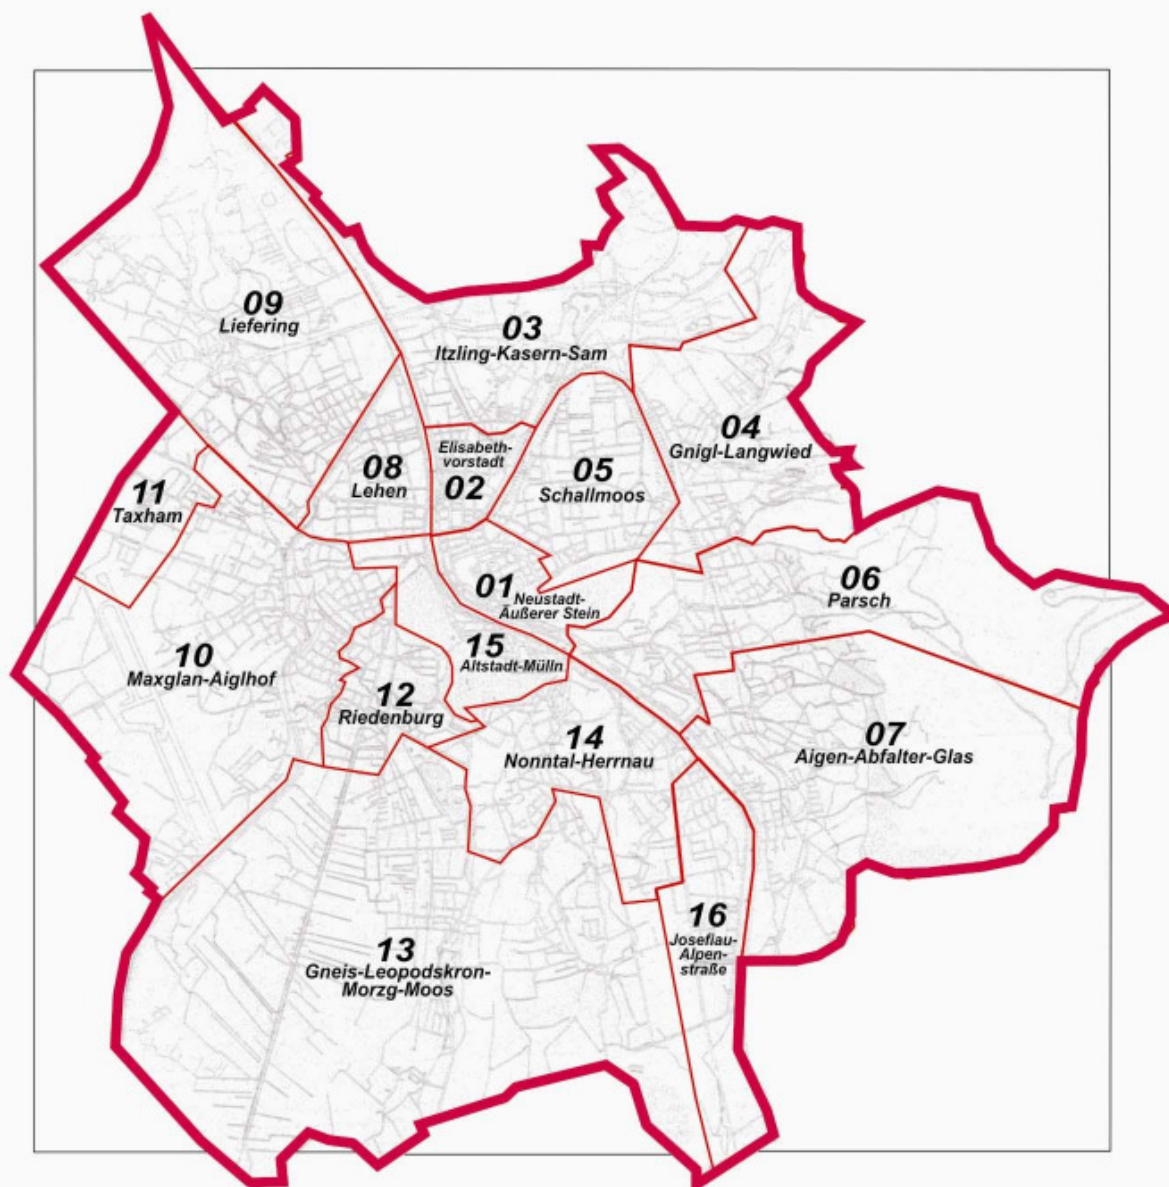 09
Liefering
03
Itzling-Kasern-Sam
04
Gnigl-Langwied
Elisabeth-
vorstadt
02
08
Lehen
05
Schallmoos
11
Taxham
01
Neustadt-
Äußerer Stein
06
Parsch
15
Altstadt-Mülln
10
Maxglan-Aiglhof
12
Riedenburg
14
Nonntal-Herrnau
07
Aigen-Abfalter-Glas
16
Josefiau-
Alpen-
straße
13
Gneis-Leopodskron-
Morzg-Moos